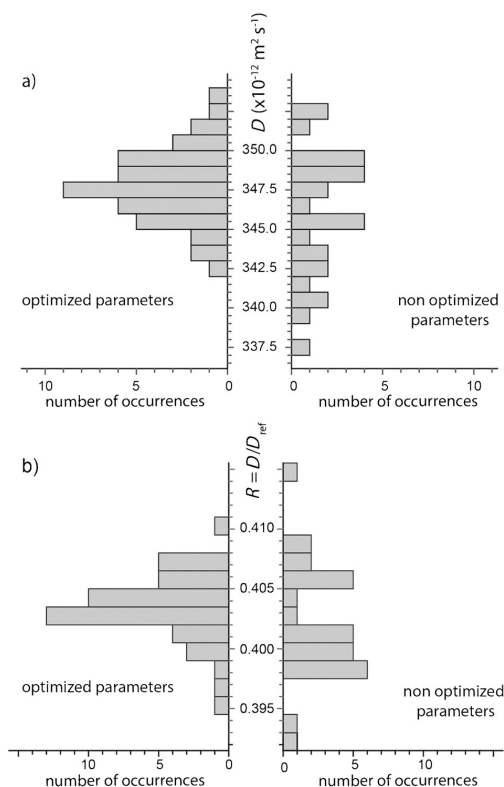 a)
D (x10-12 m2 s-1)
350.0
347.5
345.0
342.5
340.0
337.5
optimized parameters
non optimized
parameters
10 5 0
0 5 10
number of occurrences
number of occurrences
b)
R = D/Dref
0.410
0.405
0.400
0.395
optimized parameters
non optimized
parameters
10 5 0
0 5 10
number of occurrences
number of occurrences